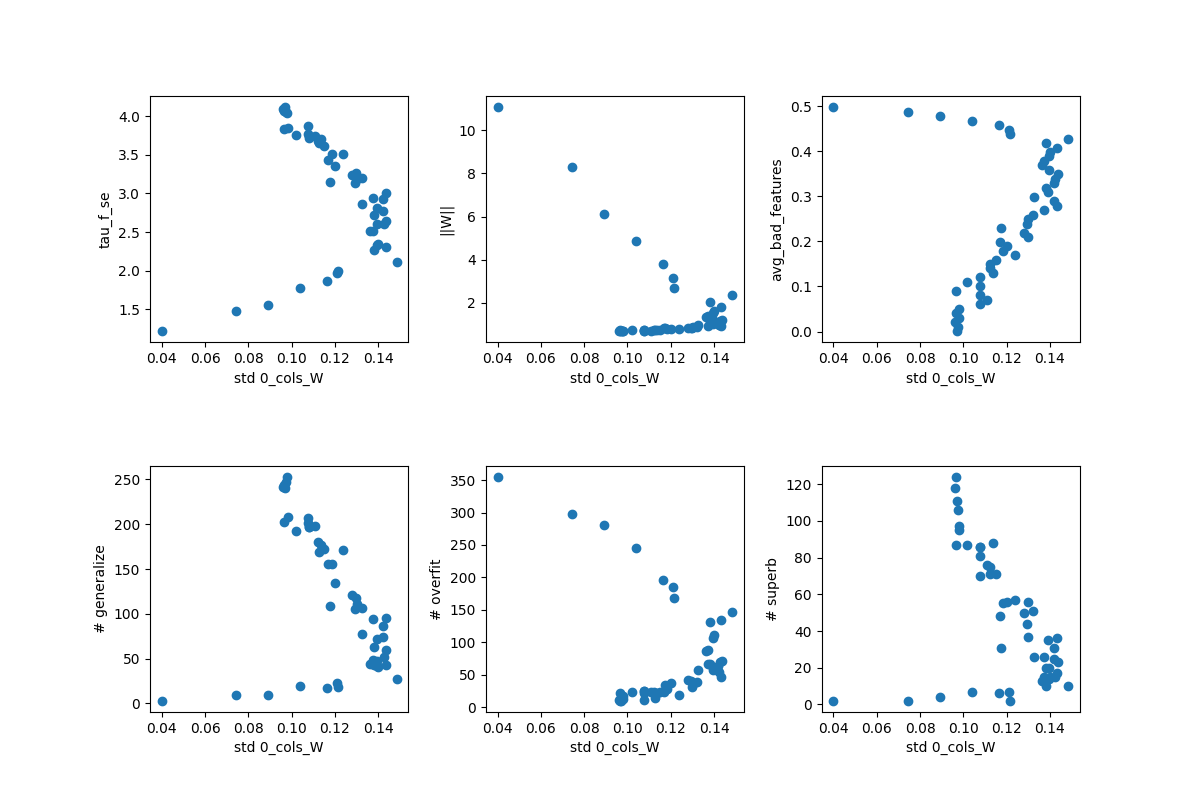 4.0
3.5
3.0
2.5
2.0
1.5
tau_f_se
0.04 0.06 0.08 0.10 0.12 0.14
std 0_cols_W
10
8
6
4
2
||W||
0.04 0.06 0.08 0.10 0.12 0.14
std 0_cols_W
0.5
0.4
0.3
0.2
0.1
0.0
avg_bad_features
0.04 0.06 0.08 0.10 0.12 0.14
std 0_cols_W
250
200
150
100
50
0
# generalize
0.04 0.06 0.08 0.10 0.12 0.14
std 0_cols_W
350
300
250
200
150
100
50
0
# overfit
0.04 0.06 0.08 0.10 0.12 0.14
std 0_cols_W
120
100
80
60
40
20
0
# superb
0.04 0.06 0.08 0.10 0.12 0.14
std 0_cols_W